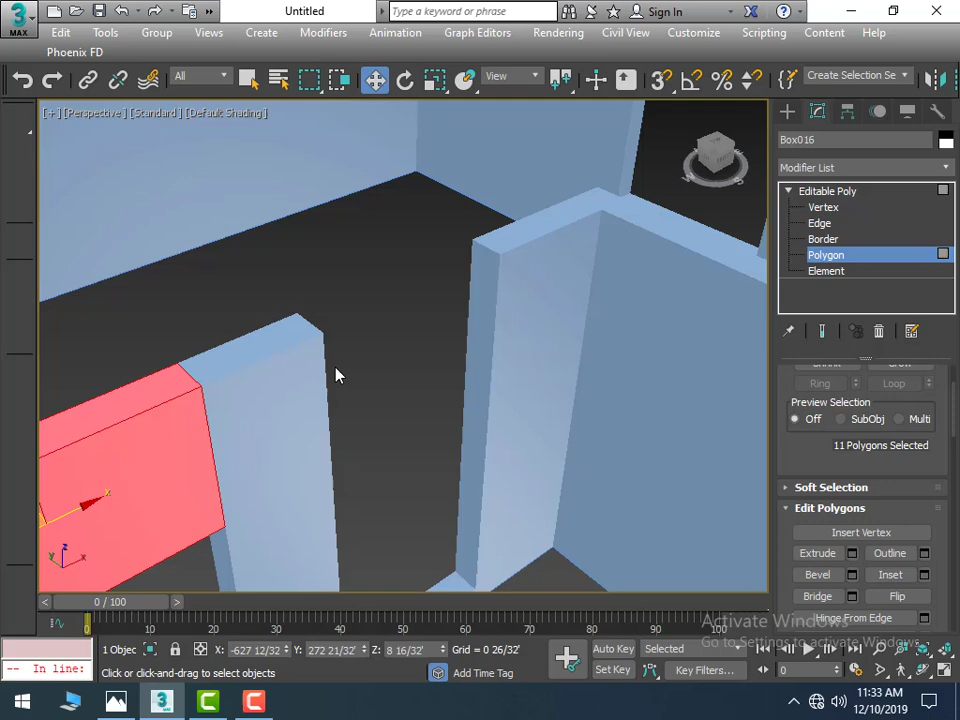 3
MAX
Untitled
Type a keyword or phrase
Sign In
Edit Tools Group Views Create Modifiers Animation Graph Editors Rendering Civil View Customize Scripting Content Help
Phoenix FD
All
View
Create Selection Se
[ + ] [Perspective ] [Standard ] [Default Shading ]
Box016
Modifier List
Editable Poly
Vertex
Edge
Border
Polygon
Element
Shrink Grow
Ring Loop
Preview Selection
Off SubObj Multi
11 Polygons Selected
Soft Selection
Edit Polygons
Insert Vertex
Extrude Outline
Bevel Inset
Bridge Flip
Hinge From Edge
x
z
y x
< 0 / 100 >
0 10 20 30 40 50 60 70 80 90 100
Activate Windows
Go to Settings to activate Windows.
1 Object X: -627 12/32 Y: 272 21/32' Z: 8 16/32' Grid = 0 26/32' Auto Key Selected
-- In line: Click or click-and-drag to select objects Add Time Tag Set Key Key Filters... 0
11:33 AM
12/10/2019